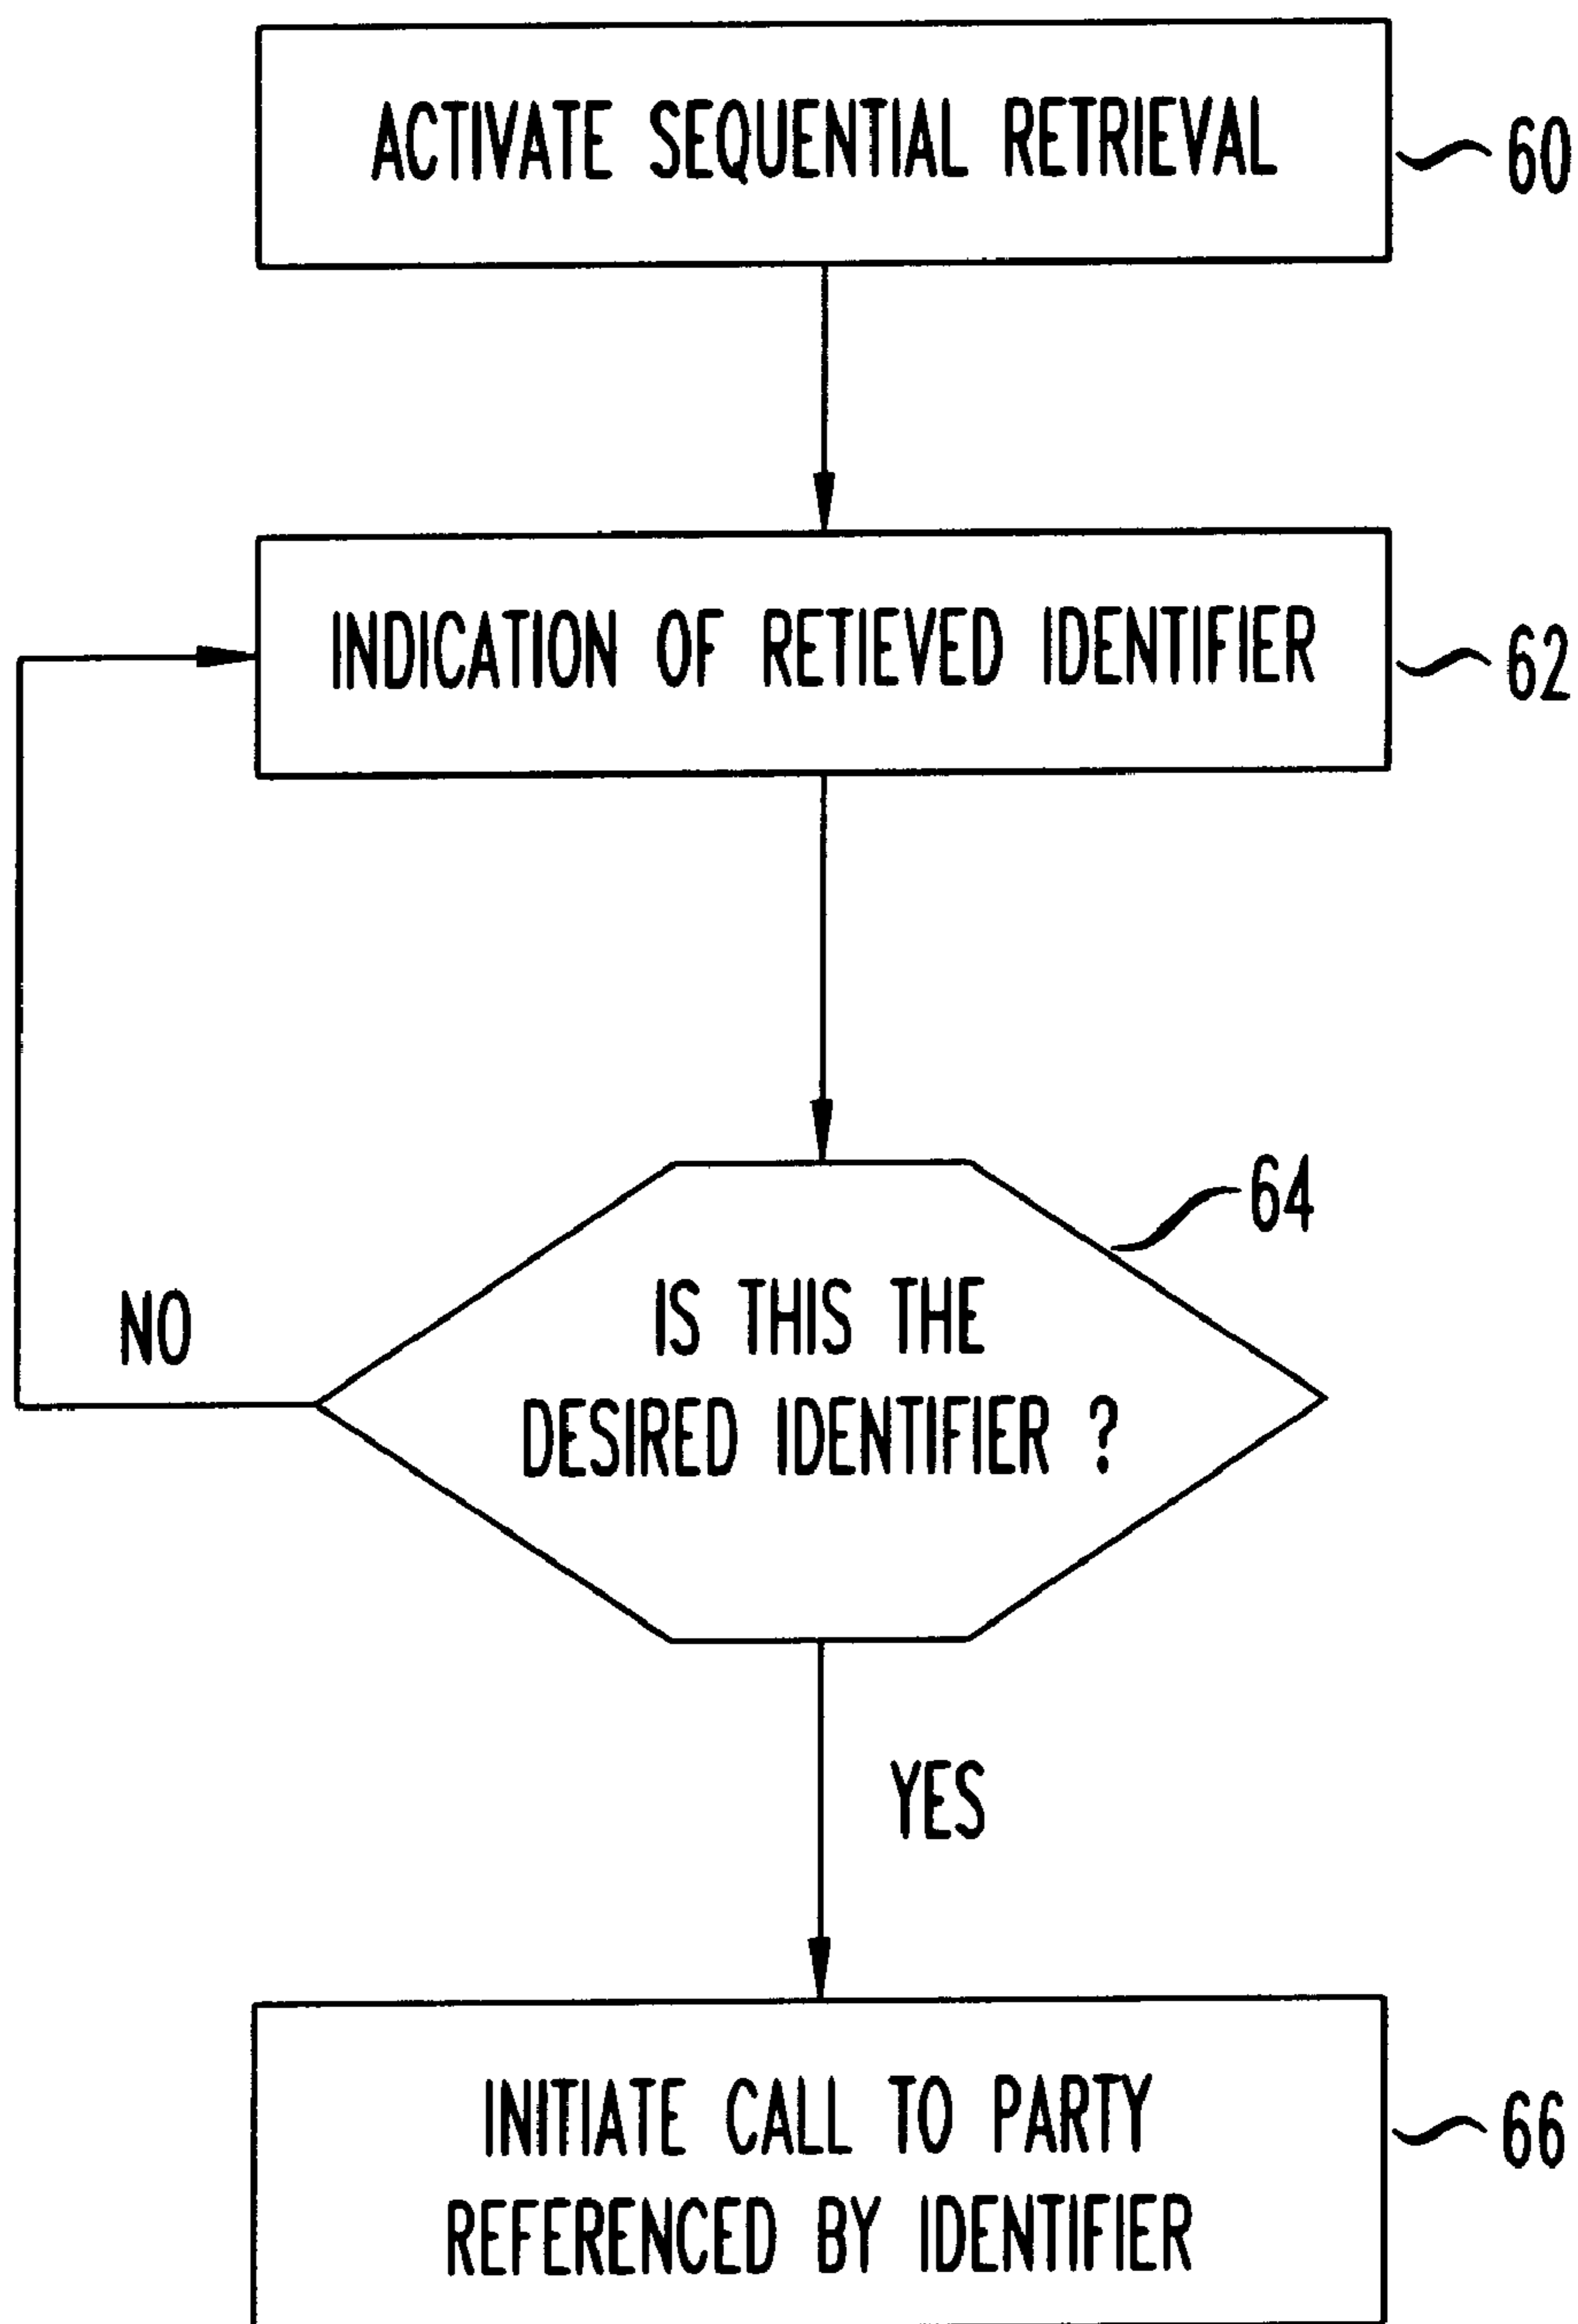 ACTIVATE SEQUENTIAL RETRIEVAL
60
INDICATION OF RETIEVED IDENTIFIER
62
64
IS THIS THE
DESIRED IDENTIFIER ?
NO
YES
INITIATE CALL TO PARTY
REFERENCED BY IDENTIFIER
66